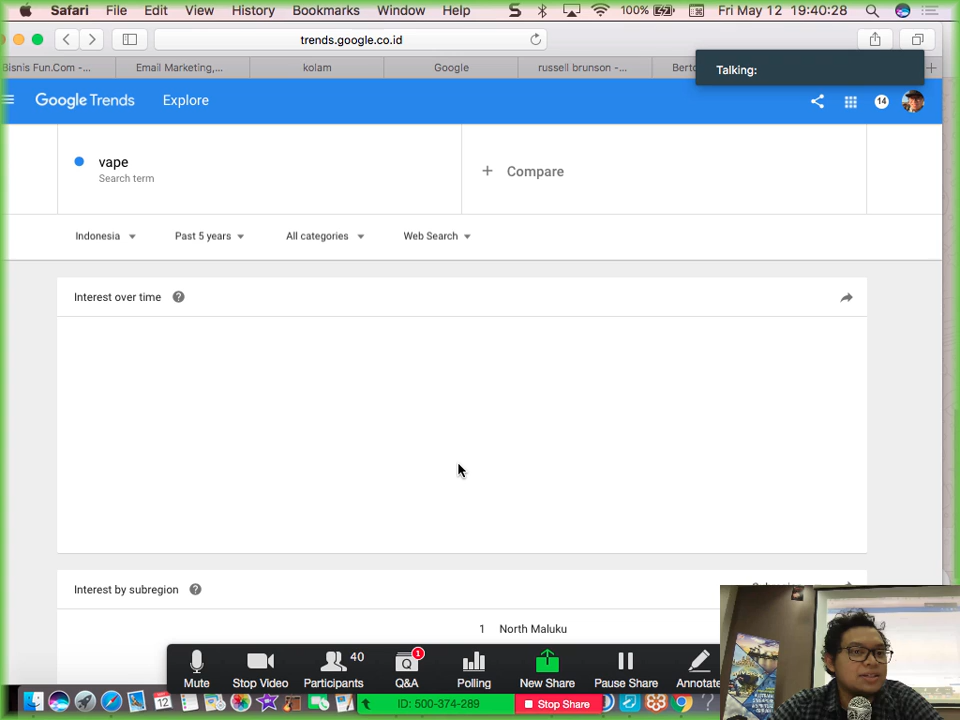 Safari File Edit View History Bookmarks Window Help 100% Fri May 12 19:40:28
trends.google.co.id
Bisnis Fun.Com -... Email Marketing,... kolam Google russell brunson -...
Talking:
Google Trends Explore 14
vape
Search term
+ Compare
Indonesia Past 5 years All categories Web Search
Interest over time ?
Interest by subregion ?
1 North Maluku
40 1
Mute Stop Video Participants Q&A Polling New Share Pause Share Annotate
ID: 500-374-289 Stop Share